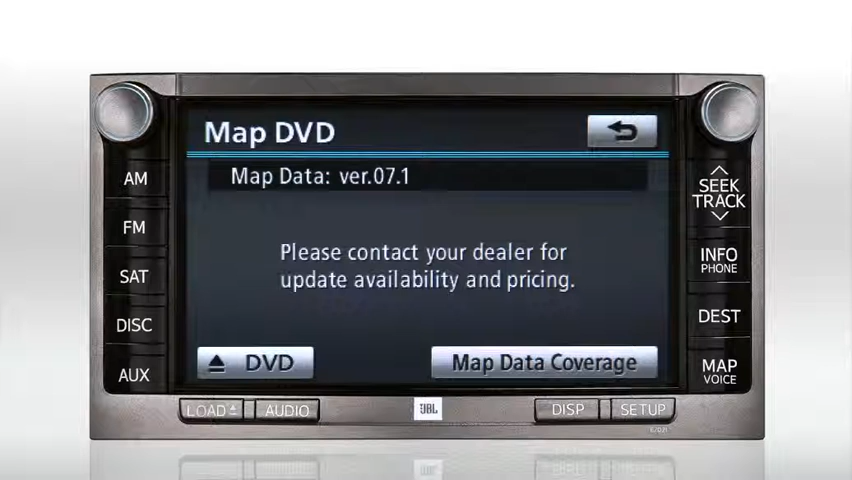 Map DVD
Map Data: ver.07.1
Please contact your dealer for
update availability and pricing.
DVD
Map Data Coverage
AM
FM
SAT
DISC
AUX
SEEK
TRACK
INFO
PHONE
DEST
MAP
VOICE
LOAD
AUDIO
JBL
DISP
SETUP